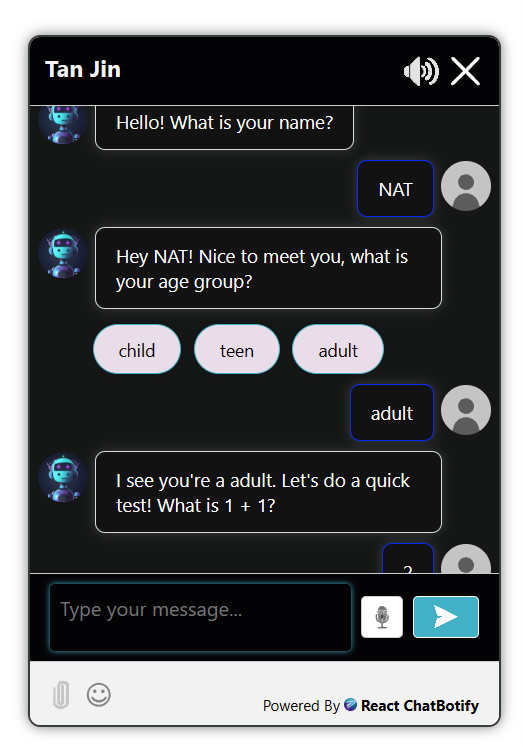 Tan Jin
Hello! What is your name?
NAT
Hey NAT! Nice to meet you, what is
your age group?
child
teen
adult
adult
I see you're a adult. Let's do a quick
test! What is 1 + 1?
Type your message...
Powered By React ChatBotify